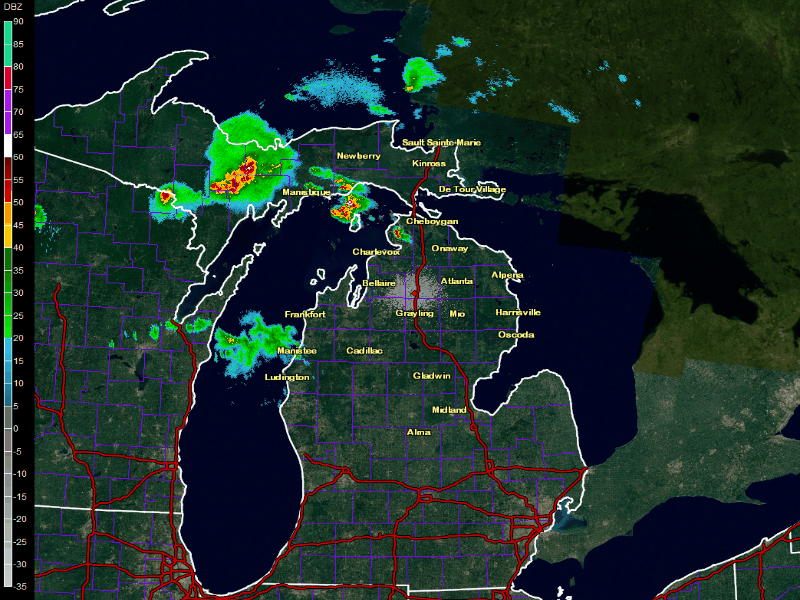 DBZ
90
85
80
75
70
65
60
55
50
45
40
35
30
25
20
15
10
5
0
-5
-10
-15
-20
-25
-30
-35
Sault Sainte-Marie
Newberry
Kinross
Manistique
De Tour Village
Cheboygan
Charlevoix
Onaway
Bellaire
Atlanta
Alpena
Frankfort
Grayling
Mio
Harrisville
Oscoda
Manistee
Cadillac
Ludington
Gladwin
Midland
Alma